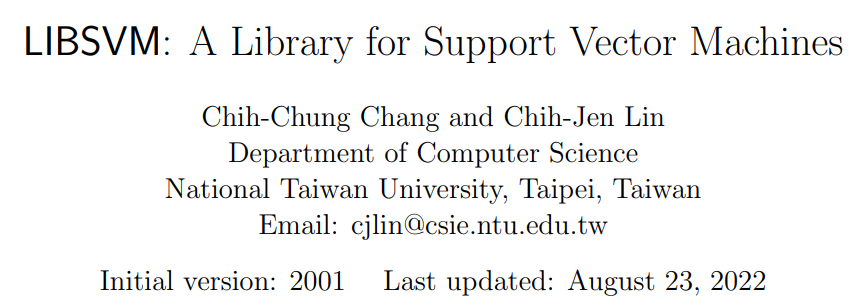 LIBSVM: A Library for Support Vector Machines
Chih-Chung Chang and Chih-Jen Lin
Department of Computer Science
National Taiwan University, Taipei, Taiwan
Email: cjlin@csie.ntu.edu.tw
Initial version: 2001 Last updated: August 23, 2022